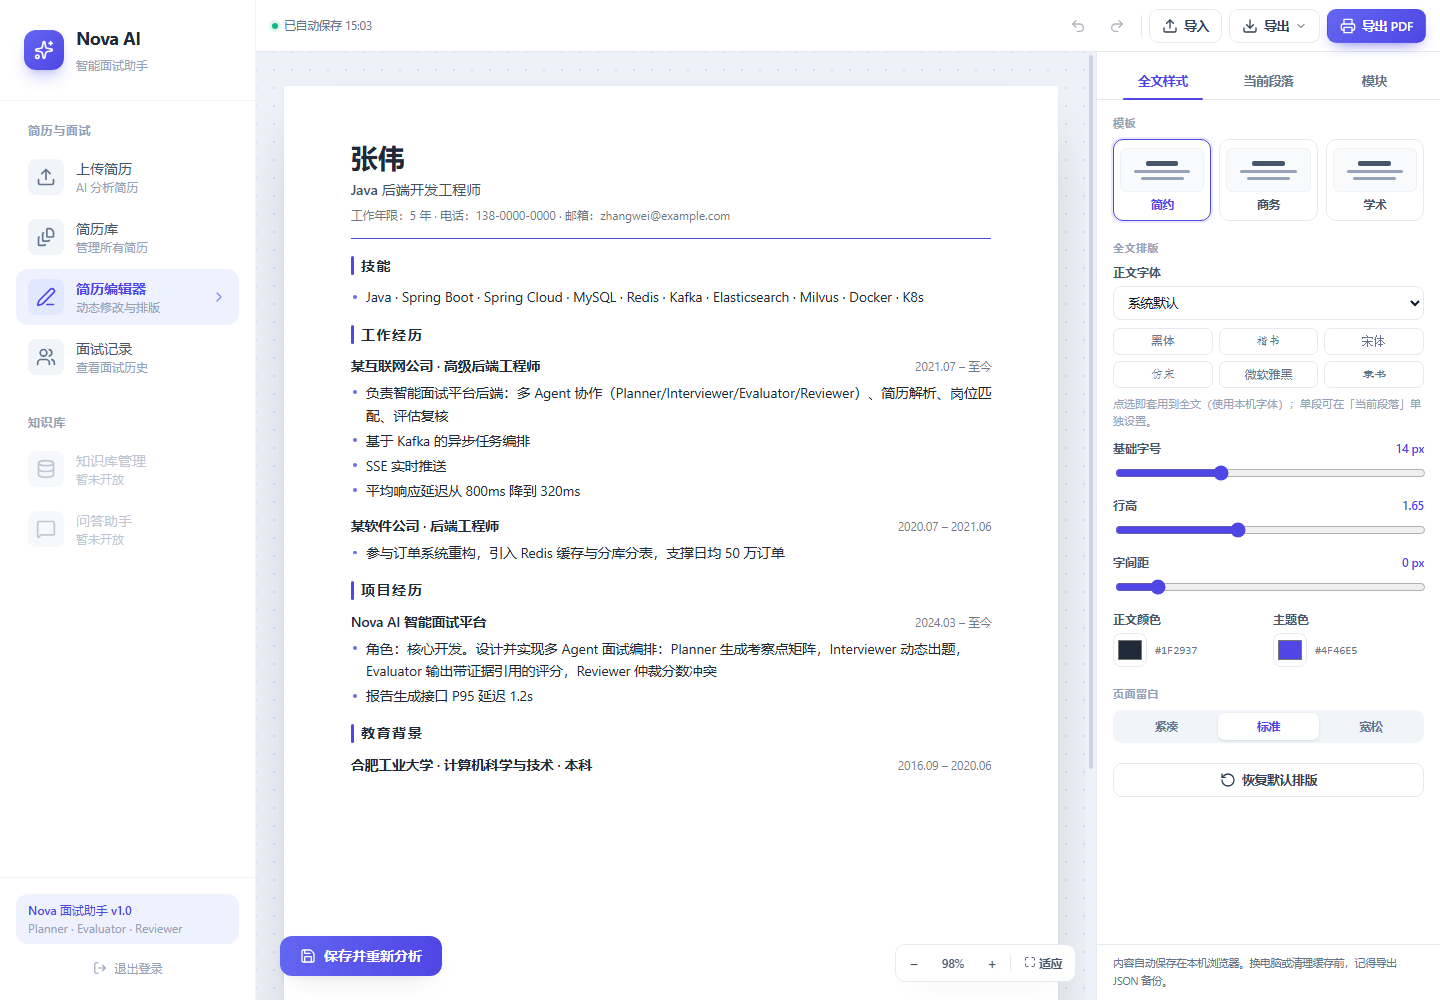 Nova AI
智能面试助手
简历与面试
上传简历
AI 分析简历
简历库
管理所有简历
简历编辑器
动态修改与排版
面试记录
查看面试历史
知识库
知识库管理
暂未开放
问答助手
暂未开放
Nova 面试助手 v1.0
Planner · Evaluator · Reviewer
退出登录
已自动保存 15:03
导入
导出
导出 PDF
张伟
Java 后端开发工程师
工作年限：5 年 · 电话：138-0000-0000 · 邮箱：zhangwei@example.com
技能
Java · Spring Boot · Spring Cloud · MySQL · Redis · Kafka · Elasticsearch · Milvus · Docker · K8s
工作经历
某互联网公司 · 高级后端工程师 2021.07 – 至今
负责智能面试平台后端：多 Agent 协作（Planner/Interviewer/Evaluator/Reviewer）、简历解析、岗位匹
配、评估复核
基于 Kafka 的异步任务编排
SSE 实时推送
平均响应延迟从 800ms 降到 320ms
某软件公司 · 后端工程师 2020.07 – 2021.06
参与订单系统重构，引入 Redis 缓存与分库分表，支撑日均 50 万订单
项目经历
Nova AI 智能面试平台 2024.03 – 至今
角色：核心开发。设计并实现多 Agent 面试编排：Planner 生成考察点矩阵，Interviewer 动态出题，
Evaluator 输出带证据引用的评分，Reviewer 仲裁分数冲突
报告生成接口 P95 延迟 1.2s
教育背景
合肥工业大学 · 计算机科学与技术 · 本科 2016.09 – 2020.06
保存并重新分析
− 98% + 适应
全文样式 当前段落 模块
模板
简约 商务 学术
全文排版
正文字体
系统默认
黑体 楷书 宋体
仿宋 微软雅黑 隶书
点选即套用到全文（使用本机字体）；单段可在「当前段落」单
独设置。
基础字号 14 px
行高 1.65
字间距 0 px
正文颜色 主题色
#1F2937 #4F46E5
页面留白
紧凑 标准 宽松
恢复默认排版
内容自动保存在本机浏览器。换电脑或清理缓存前，记得导出
JSON 备份。